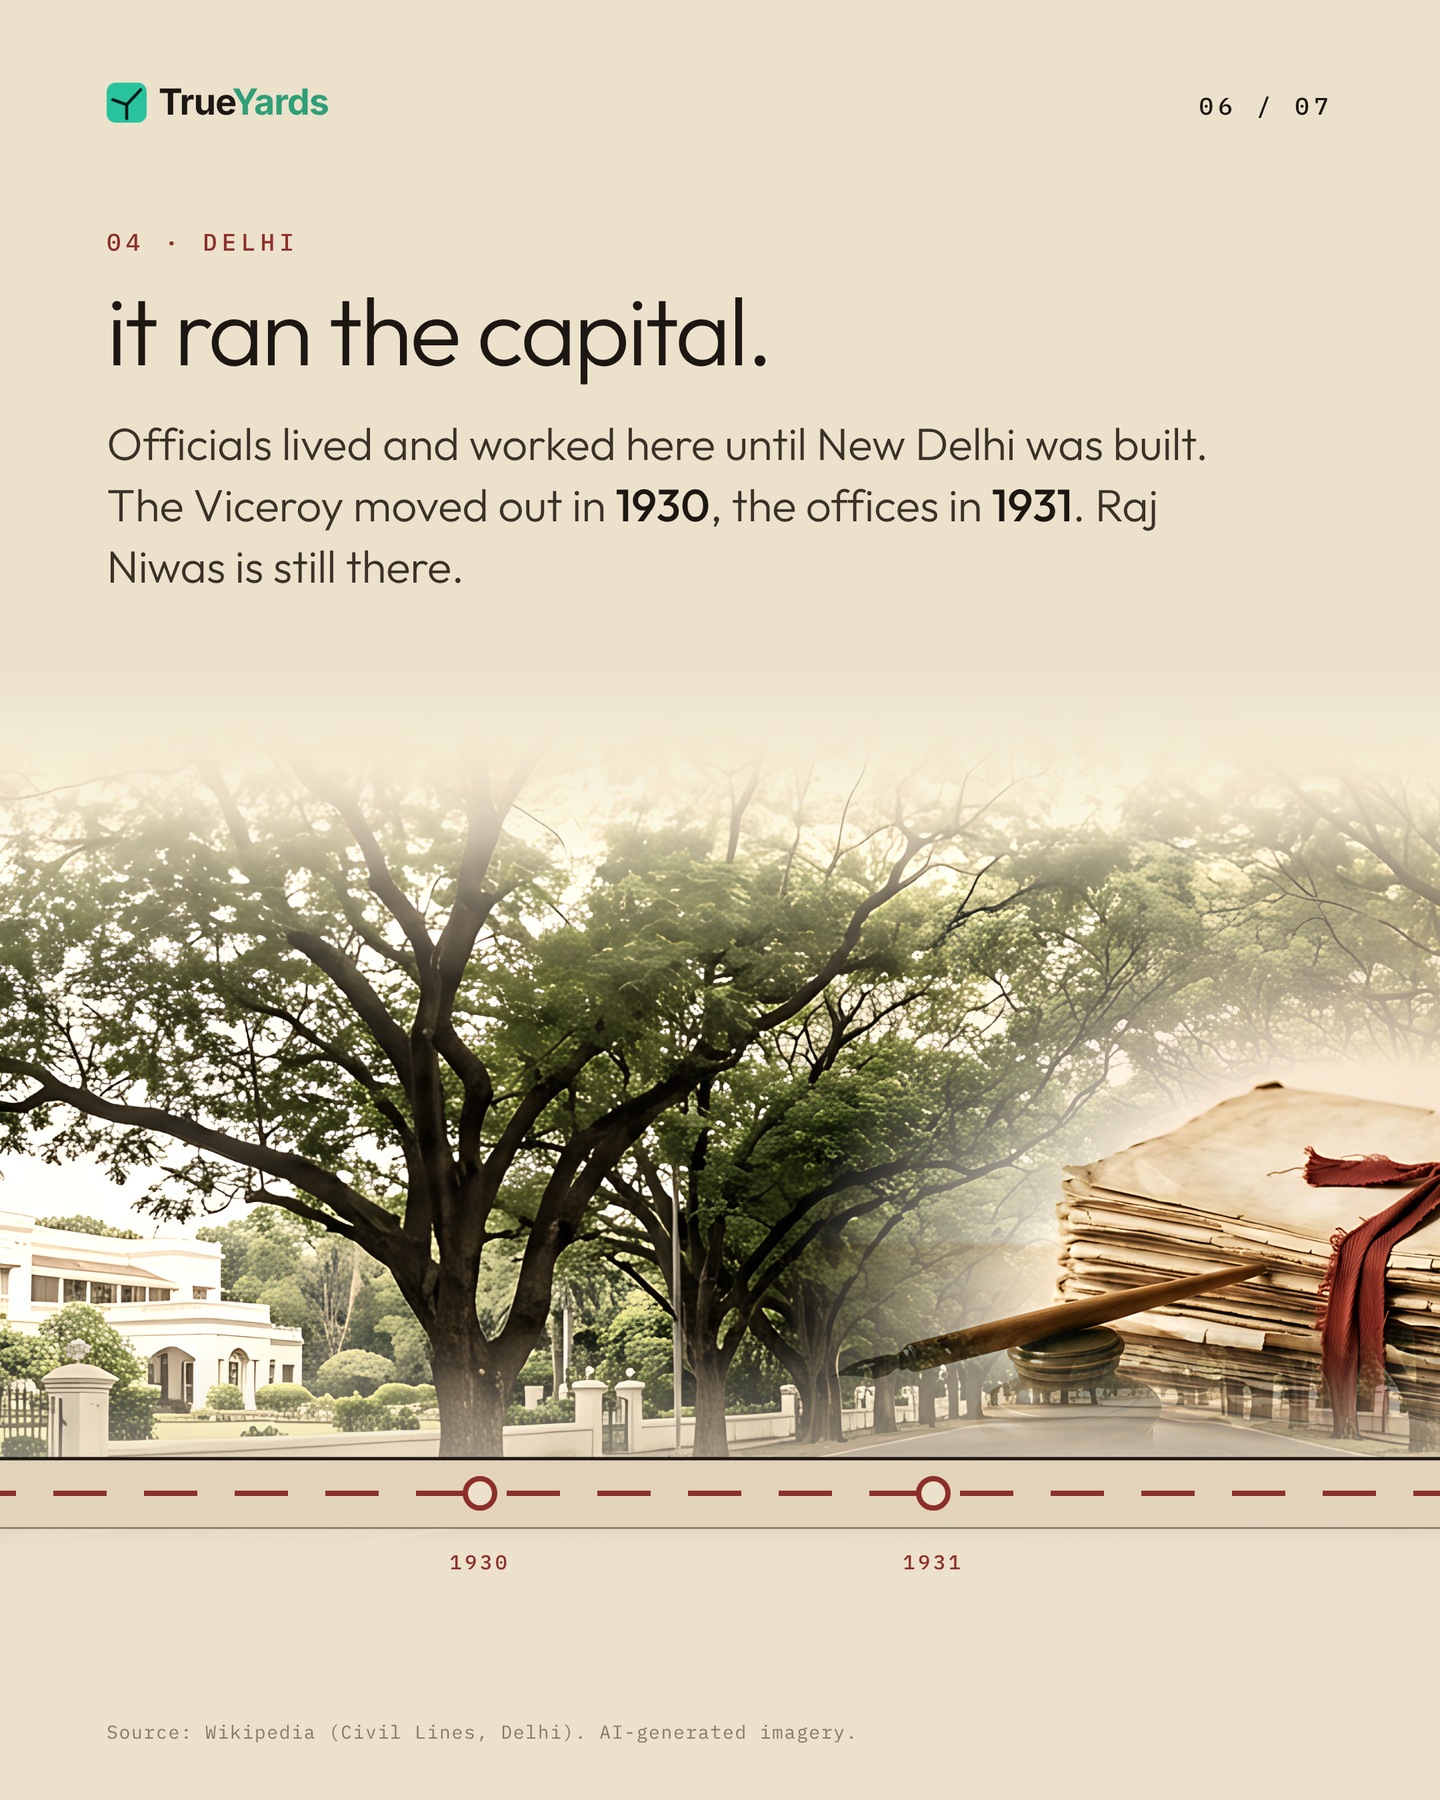 TrueYards
06 / 07
04 · DELHI
it ran the capital.
Officials lived and worked here until New Delhi was built.
The Viceroy moved out in 1930, the offices in 1931. Raj
Niwas is still there.
1930
1931
Source: Wikipedia (Civil Lines, Delhi). AI-generated imagery.